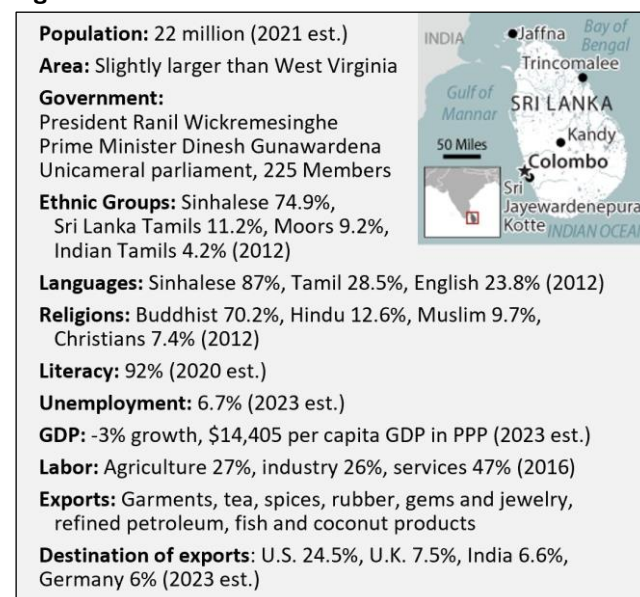 Population: 22 million (2021 est.)
Area: Slightly larger than West Virginia
Government:
President Ranil Wickremesinghe
Prime Minister Dinesh Gunawardena
Unicameral parliament, 225 Members
Ethnic Groups: Sinhalese 74.9%,
Sri Lanka Tamils 11.2%, Moors 9.2%,
Indian Tamils 4.2% (2012)
INDIA
Jaffna
Bay of
Bengal
Trincomalee
Gulf of
Mannar
SRI LANKA
50 Miles
Kandy
Colombo
Sri
Jayewardenepura
Kotte
INDIAN OCEAN
Languages: Sinhalese 87%, Tamil 28.5%, English 23.8% (2012)
Religions: Buddhist 70.2%, Hindu 12.6%, Muslim 9.7%,
Christians 7.4% (2012)
Literacy: 92% (2020 est.)
Unemployment: 6.7% (2023 est.)
GDP: -3% growth, $14,405 per capita GDP in PPP (2023 est.)
Labor: Agriculture 27%, industry 26%, services 47% (2016)
Exports: Garments, tea, spices, rubber, gems and jewelry,
refined petroleum, fish and coconut products
Destination of exports: U.S. 24.5%, U.K. 7.5%, India 6.6%,
Germany 6% (2023 est.)